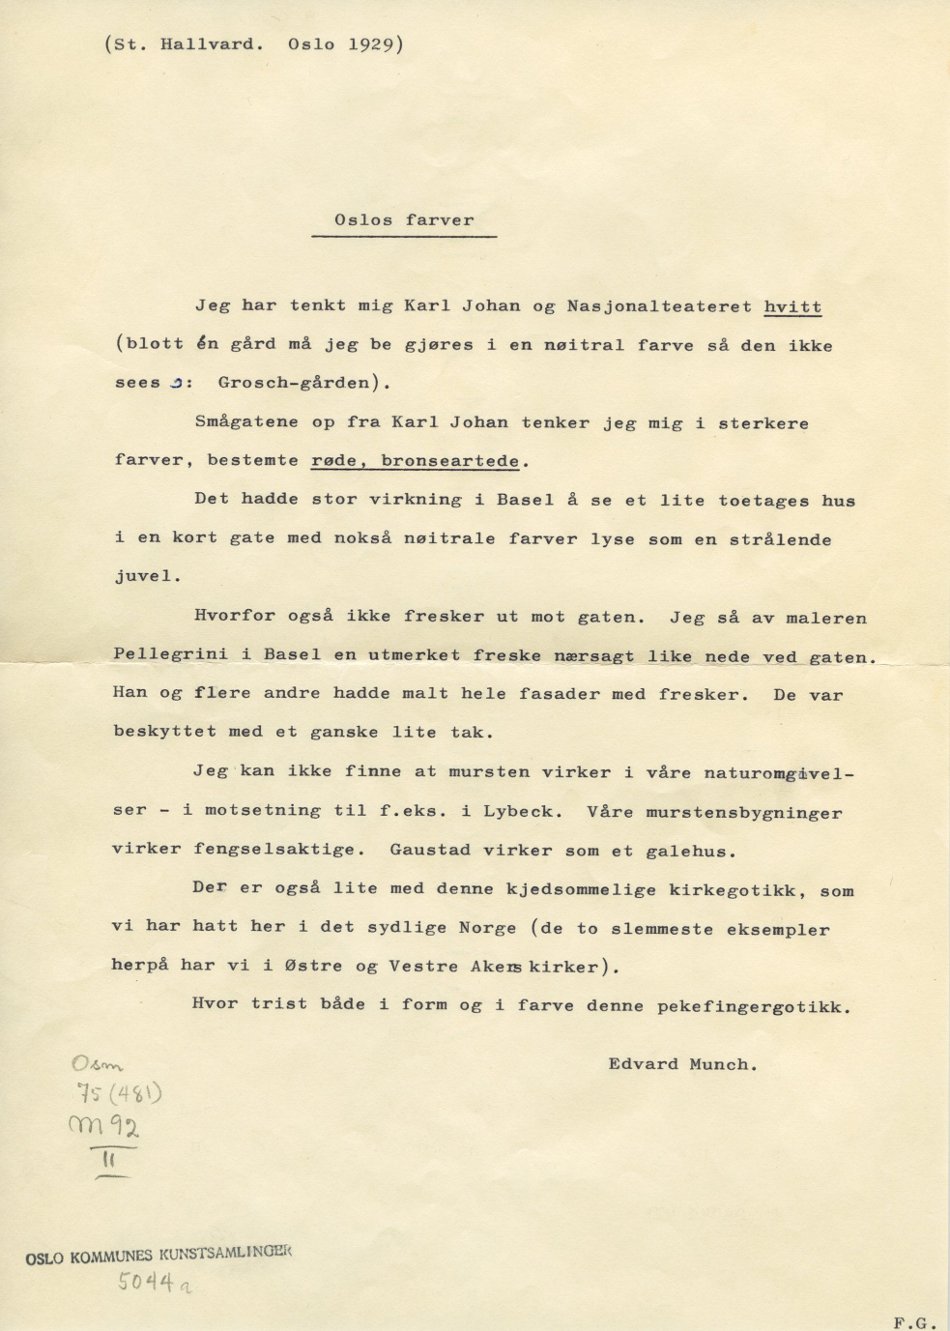 (St. Hallvard. Oslo 1929)
Oslos farver
Jeg har tenkt mig Karl Johan og Nasjonalteateret hvitt
(blott én gård må jeg be gjøres i en nøitral farve så den ikke
sees ɔ: Grosch-gården).
Smågatene op fra Karl Johan tenker jeg mig i sterkere
farver, bestemte røde, bronseartede.
Det hadde stor virkning i Basel å se et lite toetages hus
i en kort gate med nokså nøitrale farver lyse som en strålende
juvel.
Hvorfor også ikke fresker ut mot gaten. Jeg så av maleren
Pellegrini i Basel en utmerket freske nærsagt like nede ved gaten.
Han og flere andre hadde malt hele fasader med fresker. De var
beskyttet med et ganske lite tak.
Jeg kan ikke finne at mursten virker i våre naturomgivel-
ser - i motsetning til f.eks. i Lybeck. Våre murstensbygninger
virker fengselsaktige. Gaustad virker som et galehus.
Der er også lite med denne kjedsommelige kirkegotikk, som
vi har hatt her i det sydlige Norge (de to slemmeste eksempler
herpå har vi i Østre og Vestre Akers kirker).
Hvor trist både i form og i farve denne pekefingergotikk.
Edvard Munch.
Osm
75 (481)
M 92
II
OSLO KOMMUNES KUNSTSAMLINGER
5044 a
F.G.